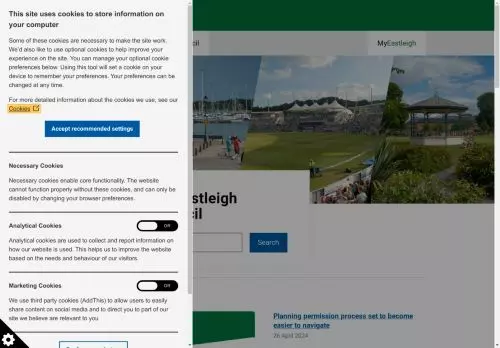 This site uses cookies to store information on
your computer
Some of these cookies are necessary to make the site work.
We'd also like to use optional cookies to help improve your
experience on the site. You can manage your optional cookie
preferences below. Using this tool will set a cookie on your
device to remember your preferences. Your preferences can be
changed at any time.
For more detailed information about the cookies we use, see our
Cookies
Accept recommended settings
Necessary Cookies
Necessary cookies enable core functionality. The website
cannot function properly without these cookies, and can only be
disabled by changing your browser preferences.
Analytical Cookies
Off
Analytical cookies are used to collect and report information on
how our website is used. This helps us to improve the website
based on the needs and behaviour of our visitors.
Marketing Cookies
Off
We use third party cookies (AddThis) to allow users to easily
share content on social media and to direct you to part of our
site we believe are relevant to you
cil
MyEastleigh
astleigh
cil
Search
Planning permission process set to become
easier to navigate
26 April 2024